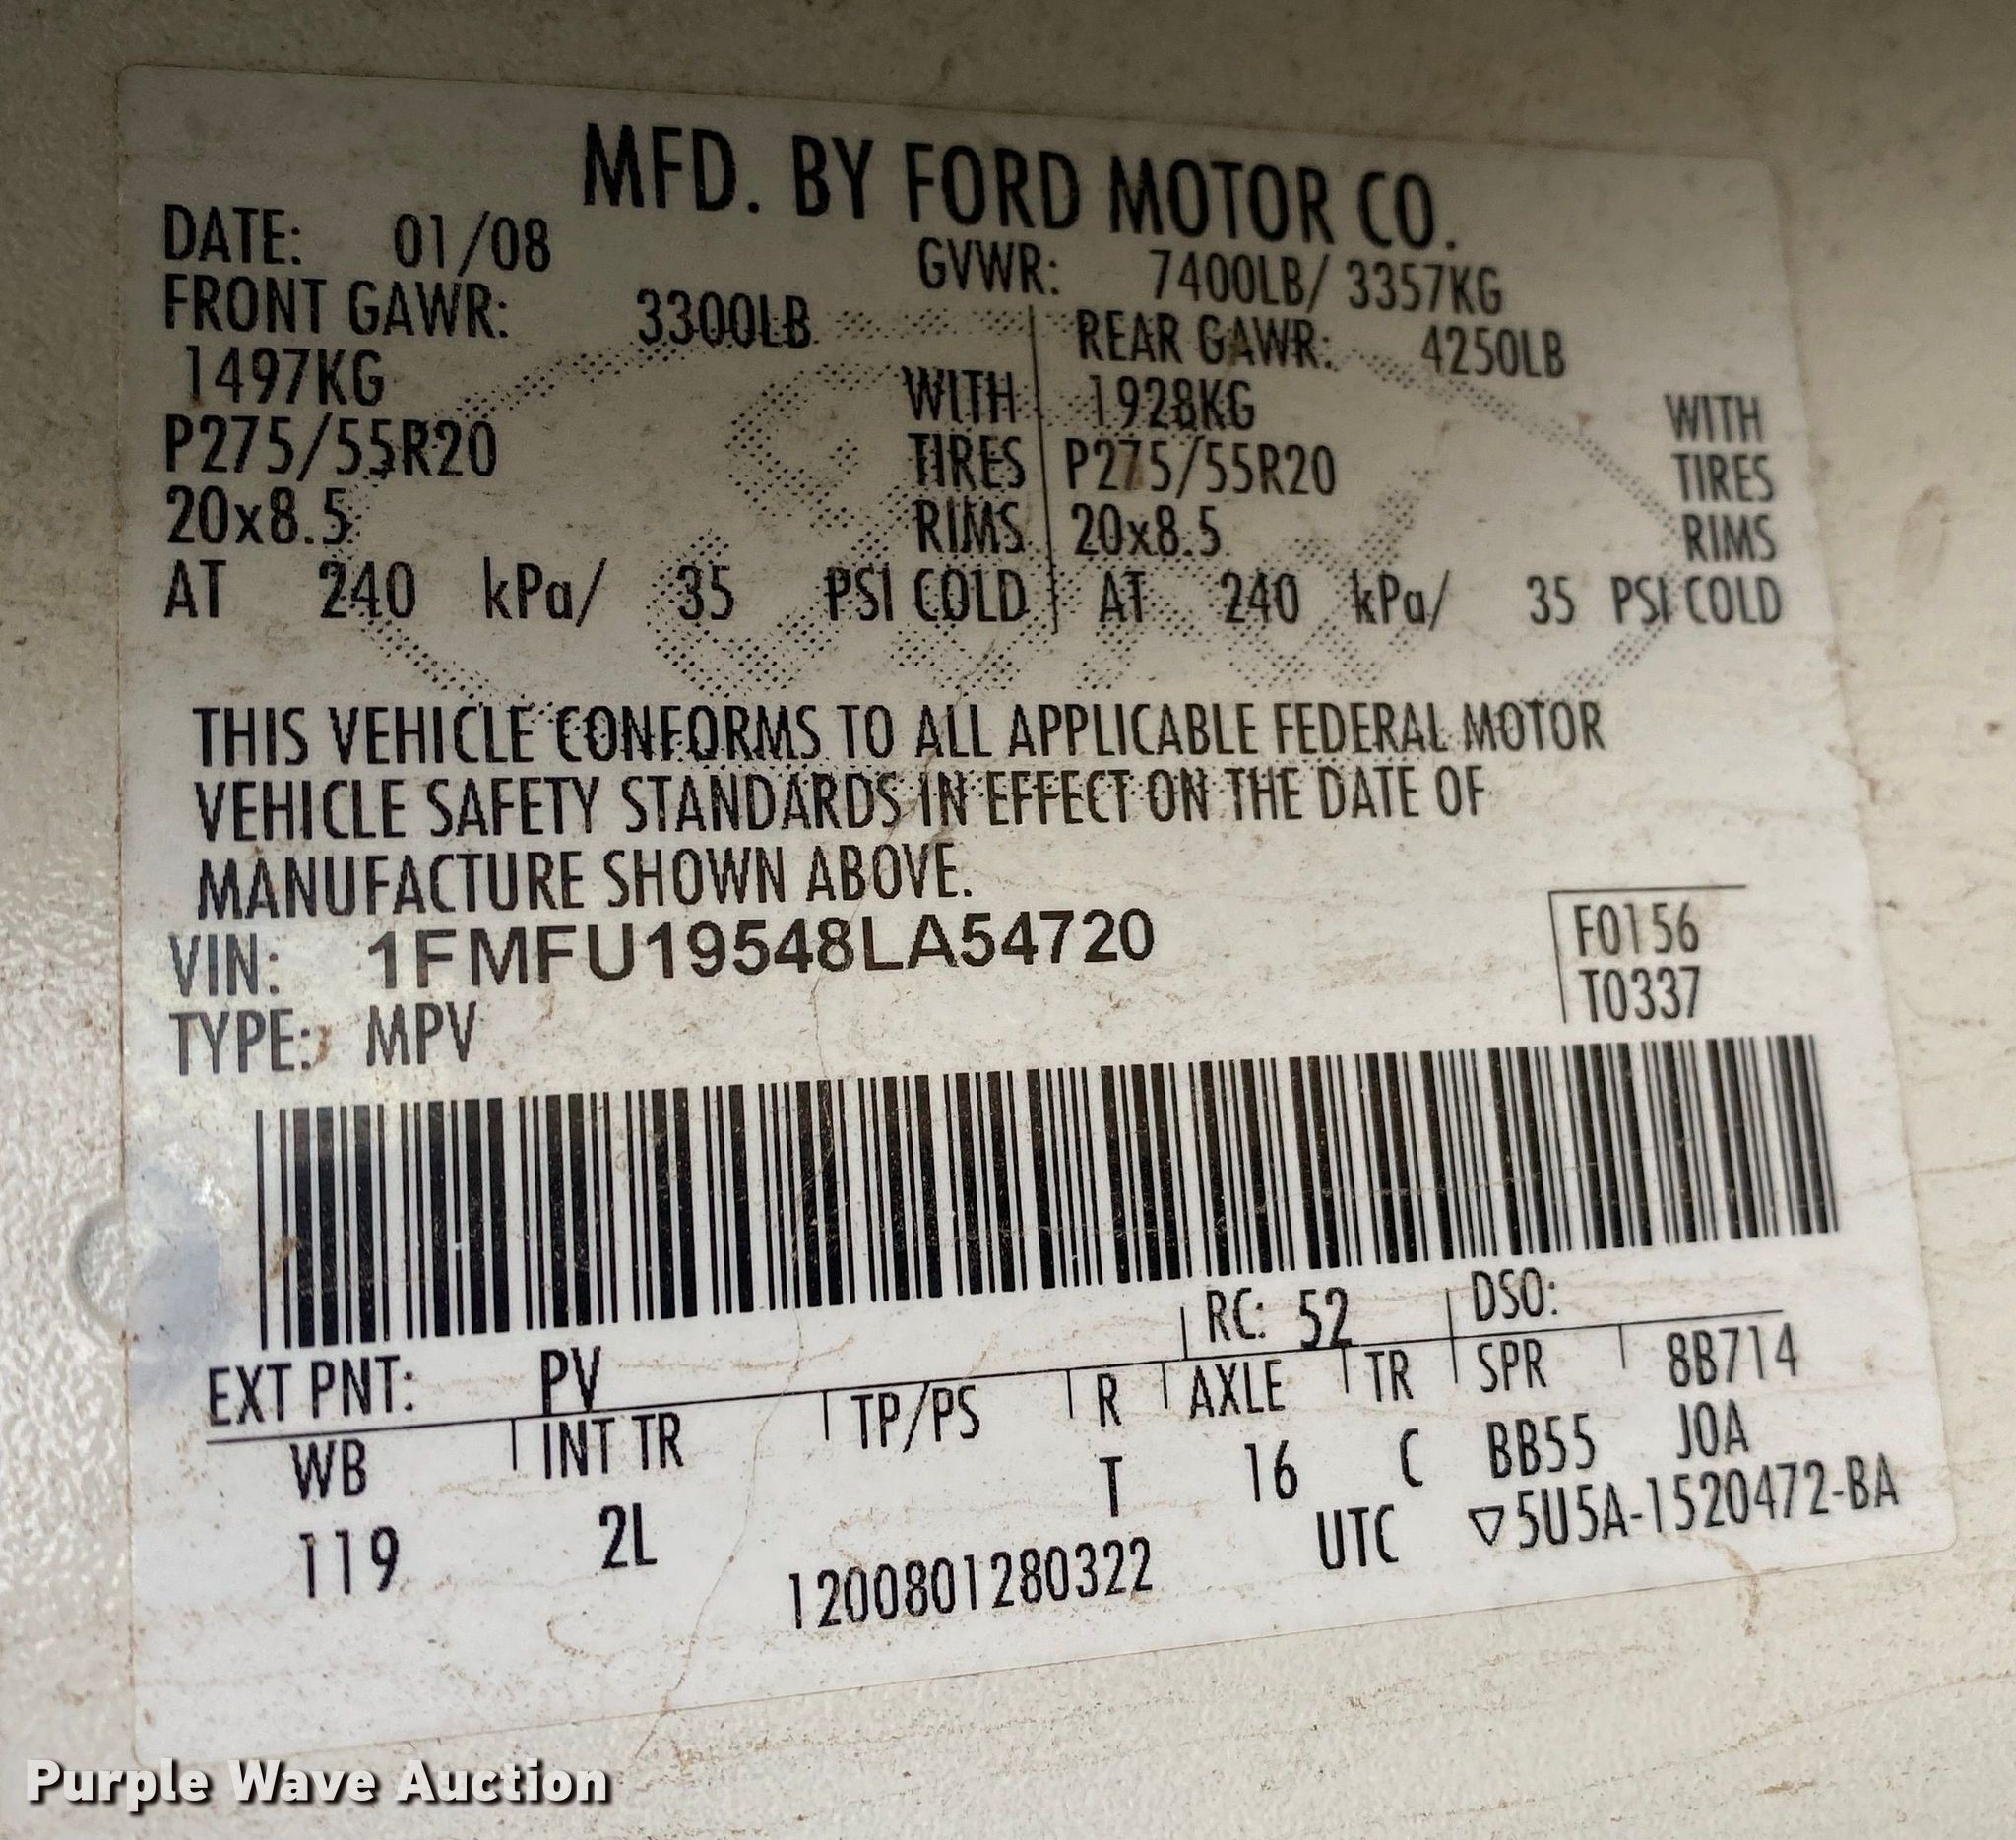 MFD. BY FORD MOTOR CO.
DATE: 01/08 GVWR: 7400LB/ 3357KG
FRONT GAWR: 3300LB REAR GAWR: 4250LB
1497KG WITH 1928KG WITH
P275/55R20 TIRES P275/55R20 TIRES
20x8.5 RIMS 20x8.5 RIMS
AT 240 kPa/ 35 PSI COLD AT 240 kPa/ 35 PSI COLD
THIS VEHICLE CONFORMS TO ALL APPLICABLE FEDERAL MOTOR
VEHICLE SAFETY STANDARDS IN EFFECT ON THE DATE OF
MANUFACTURE SHOWN ABOVE.
VIN: 1FMFU19548LA54720 F0156
TYPE: MPV T0337
EXT PNT: PV RC: 52 DSO:
WB INT TR TP/PS R AXLE TR SPR 8B714
119 2L T 16 C BB55 JOA
1200801280322 UTC ▽5U5A-1520472-BA
Purple Wave Auction